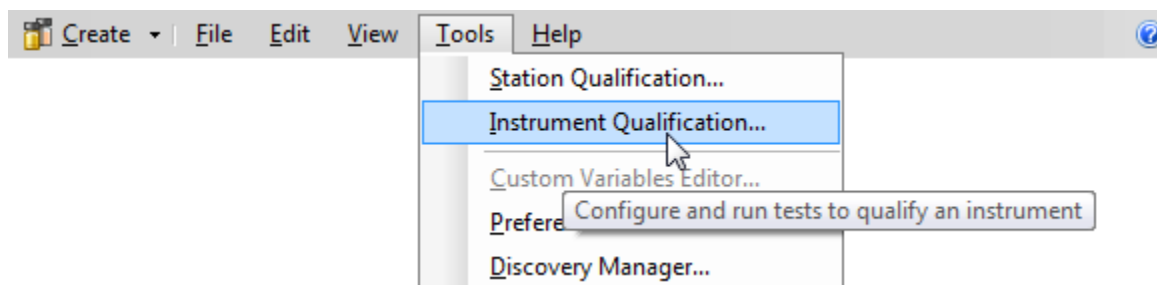 Create File Edit View Tools Help
Station Qualification...
Instrument Qualification...
Custom Variables Editor...
Configure and run tests to qualify an instrument
Prefere
Discovery Manager...